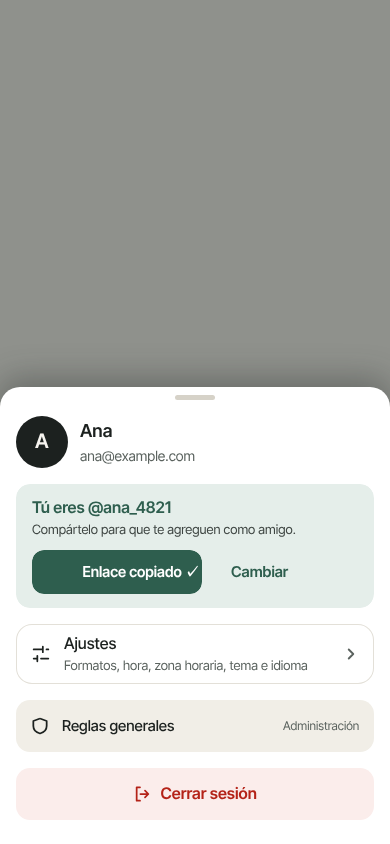 A
Ana
ana@example.com
Tú eres @ana_4821
Compártelo para que te agreguen como amigo.
Enlace copiado ✓
Cambiar
Ajustes
Formatos, hora, zona horaria, tema e idioma
Reglas generales
Administración
Cerrar sesión